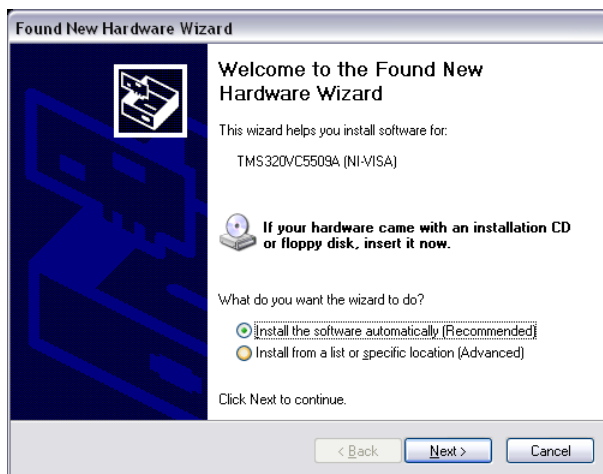 Found New Hardware Wizard
Welcome to the Found New
Hardware Wizard
This wizard helps you install software for:
TMS320VC5509A (NI-VISA)
If your hardware came with an installation CD
or floppy disk, insert it now.
What do you want the wizard to do?
Install the software automatically (Recommended)
Install from a list or specific location (Advanced)
Click Next to continue.
< Back Next > Cancel